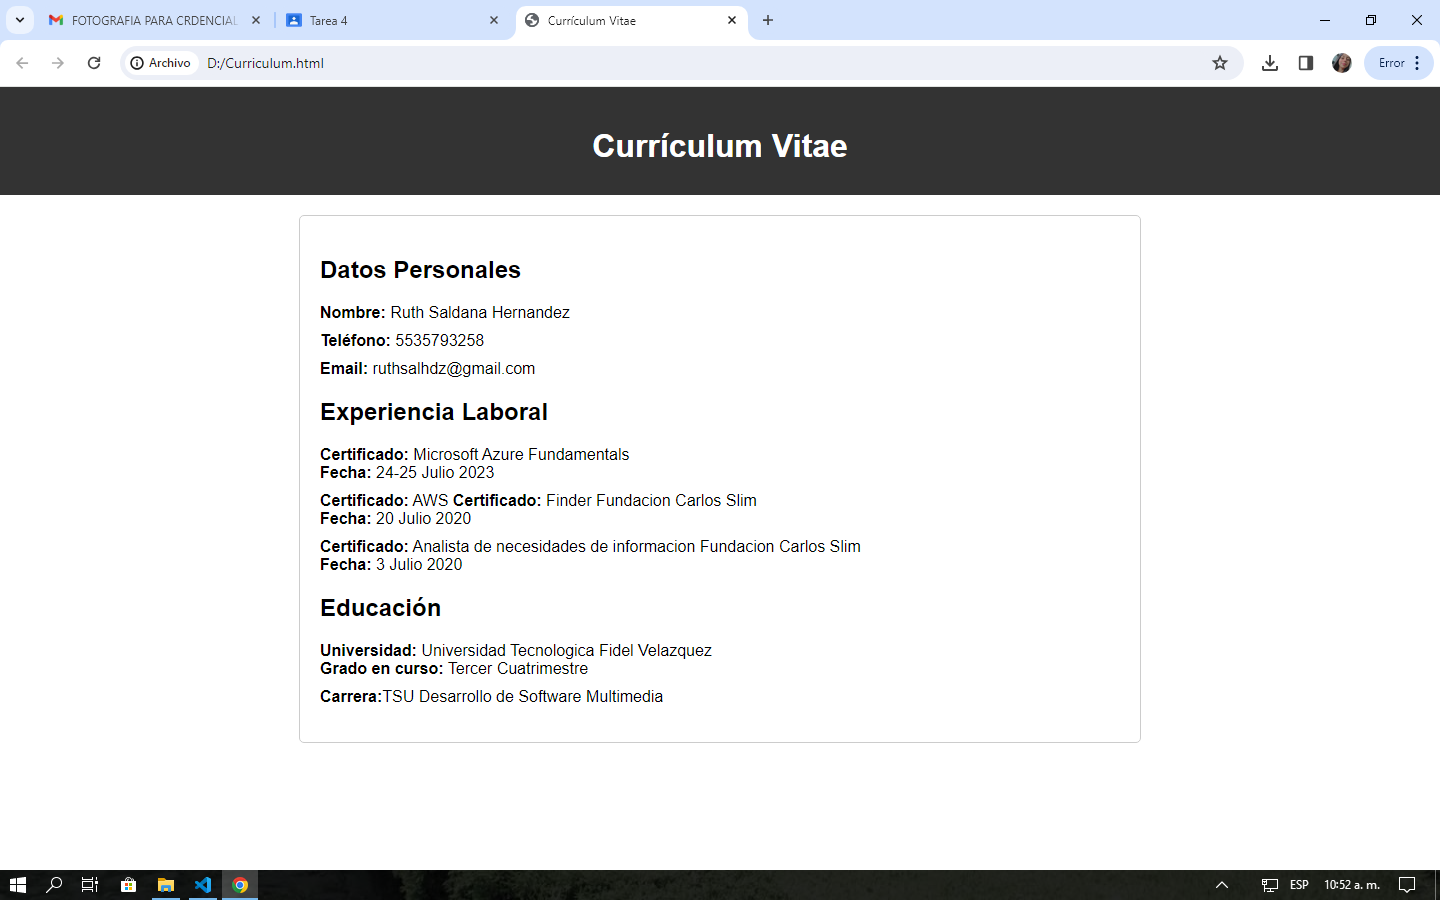 FOTOGRAFIA PARA CRDENCIAL
Tarea 4
Currículum Vitae
Archivo
D:/Curriculum.html
Error
Currículum Vitae
Datos Personales
Nombre: Ruth Saldana Hernandez
Teléfono: 5535793258
Email: ruthsalhdz@gmail.com
Experiencia Laboral
Certificado: Microsoft Azure Fundamentals
Fecha: 24-25 Julio 2023
Certificado: AWS Certificado: Finder Fundacion Carlos Slim
Fecha: 20 Julio 2020
Certificado: Analista de necesidades de informacion Fundacion Carlos Slim
Fecha: 3 Julio 2020
Educación
Universidad: Universidad Tecnologica Fidel Velazquez
Grado en curso: Tercer Cuatrimestre
Carrera:TSU Desarrollo de Software Multimedia
ESP
10:52 a. m.